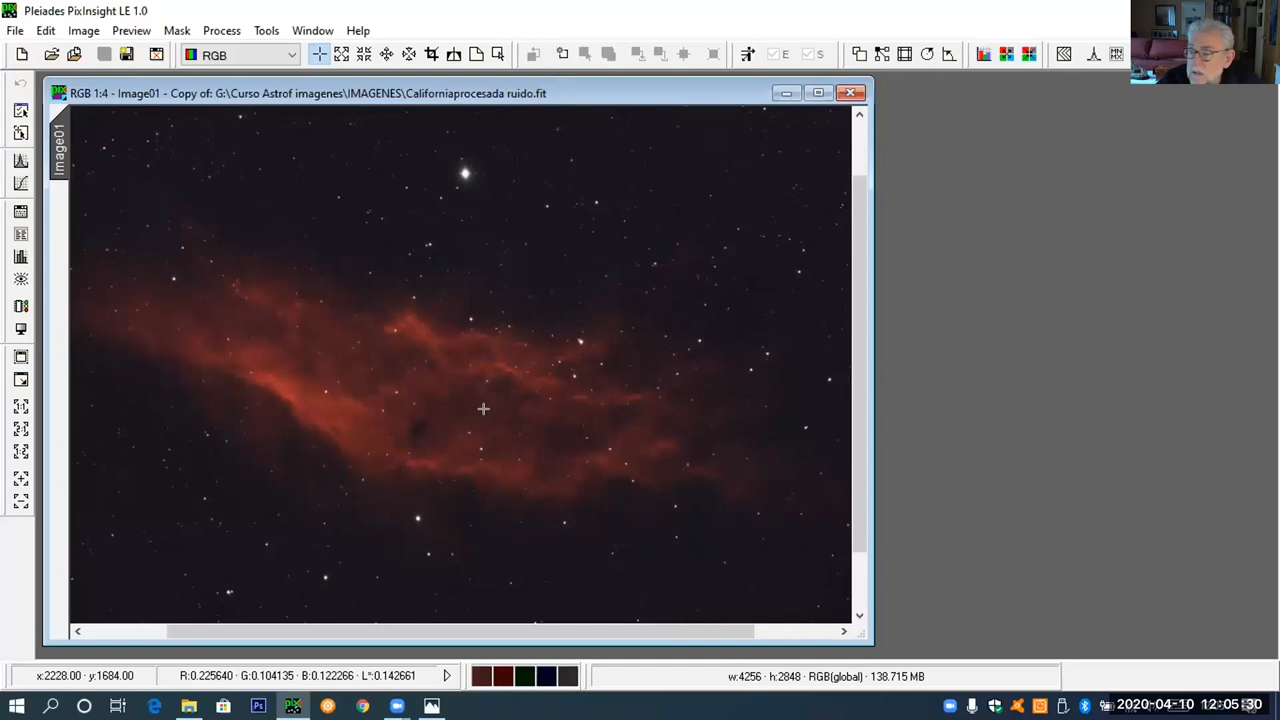 Pleiades PixInsight LE 1.0
File Edit Image Preview Mask Process Tools Window Help
RGB
E S
RGB 1:4 - Image01 - Copy of: G:\Curso Astrof imagenes\IMAGENES\Californiaprocesada ruido.fit
Image01
x:2228.00 · y:1684.00
R:0.225640 · G:0.104135 · B:0.122266 · L*:0.142661
w:4256 · h:2848 · RGB(global) · 138.715 MB
2020-04-10 12:05:30